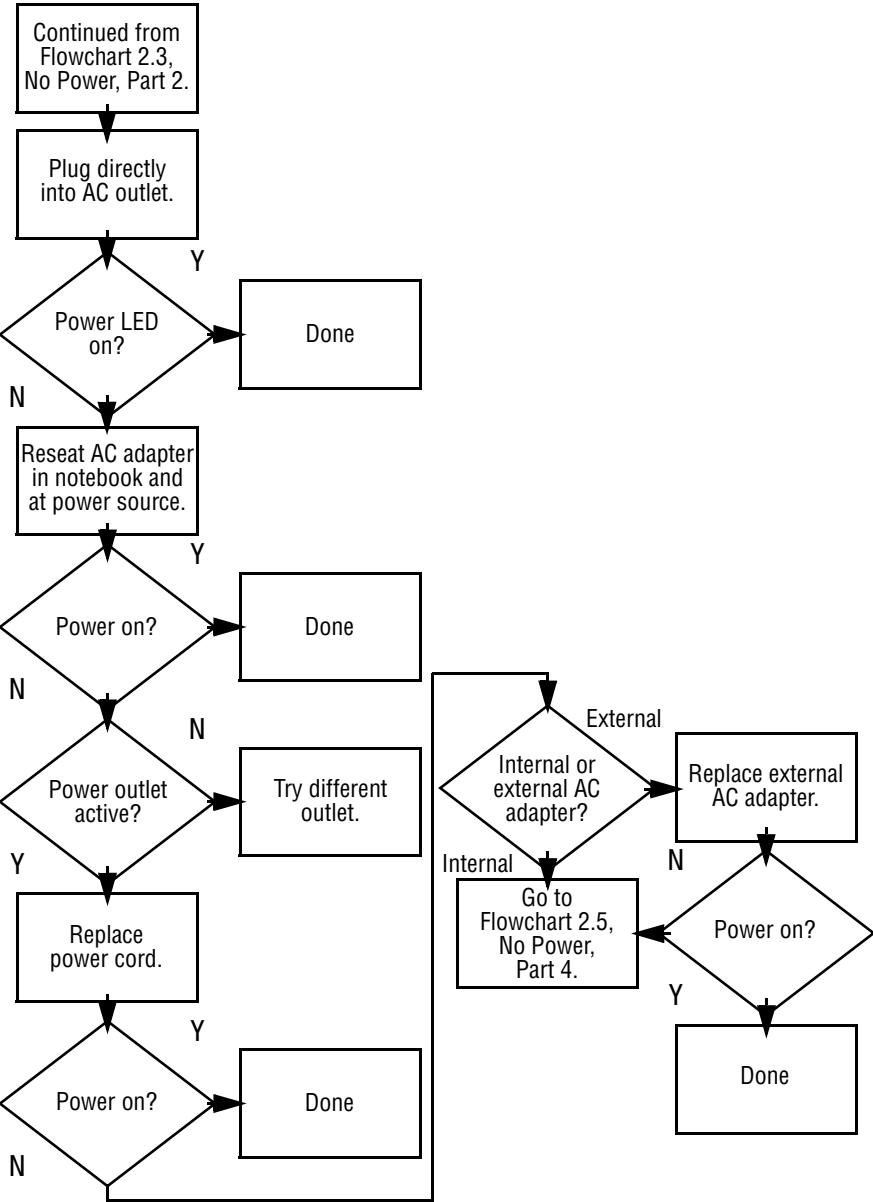 Continued from
Flowchart 2.3,
No Power, Part 2.
Plug directly
into AC outlet.
Y
Power LED
on?
Done
N
Reseat AC adapter
in notebook and
at power source.
Y
Power on?
Done
N
N
Power outlet
active?
Try different
outlet.
Y
Replace
power cord.
Y
Power on?
Done
N
External
Internal or
external AC
adapter?
Replace external
AC adapter.
Internal
N
Go to
Flowchart 2.5,
No Power,
Part 4.
Power on?
Y
Done